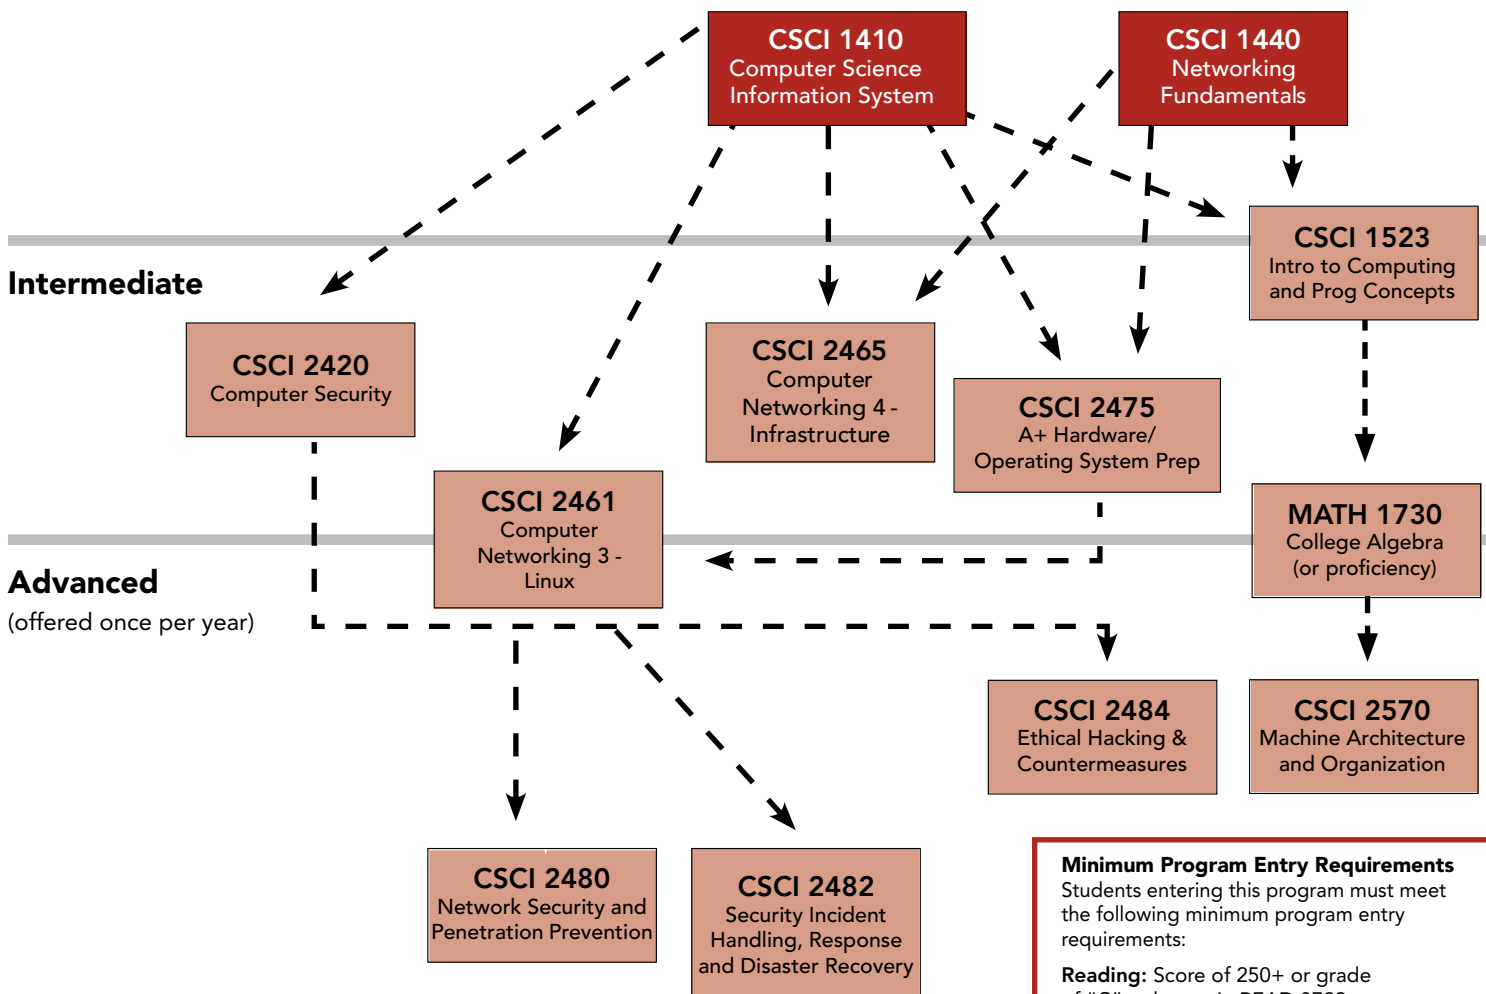 CSCI 1410
Computer Science
Information System
CSCI 1440
Networking
Fundamentals
CSCI 1523
Intro to Computing
and Prog Concepts
Intermediate
CSCI 2420
Computer Security
CSCI 2465
Computer
Networking 4 -
Infrastructure
CSCI 2475
A+ Hardware/
Operating System Prep
CSCI 2461
Computer
Networking 3 -
Linux
MATH 1730
College Algebra
(or proficiency)
Advanced
(offered once per year)
CSCI 2484
Ethical Hacking &
Countermeasures
CSCI 2570
Machine Architecture
and Organization
CSCI 2480
Network Security and
Penetration Prevention
CSCI 2482
Security Incident
Handling, Response
and Disaster Recovery
Minimum Program Entry Requirements
Students entering this program must meet
the following minimum program entry
requirements:
Reading: Score of 250+ or grade